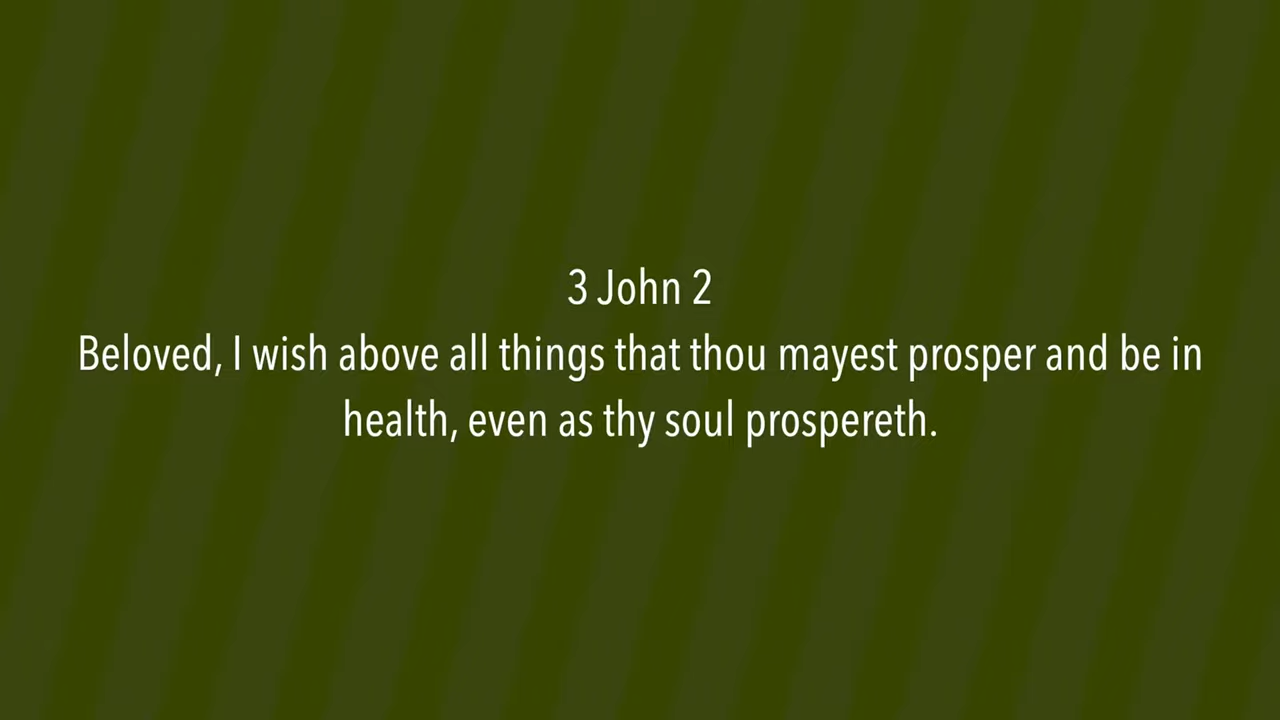 3 John 2
Beloved, I wish above all things that thou mayest prosper and be in
health, even as thy soul prospereth.